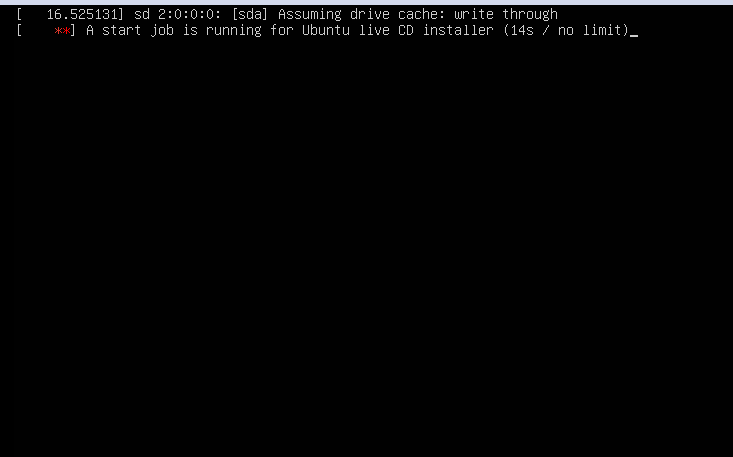 [   16.525131] sd 2:0:0:0: [sda] Assuming drive cache: write through
[    **] A start job is running for Ubuntu live CD installer (14s / no limit)_